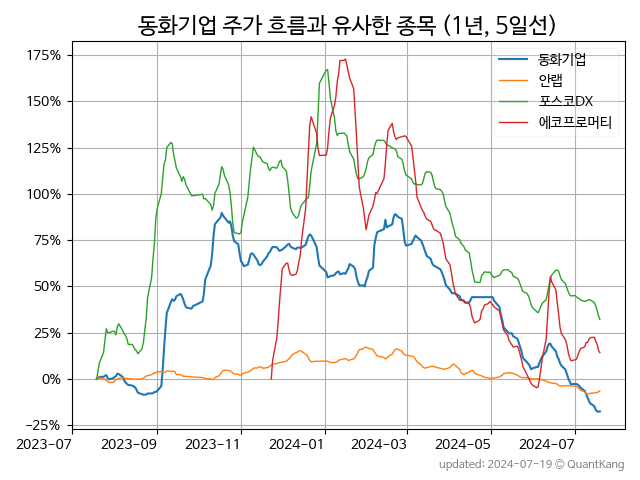 동화기업 주가 흐름과 유사한 종목 (1년, 5일선)
동화기업
안랩
포스코DX
에코프로머티
175%
150%
125%
100%
75%
50%
25%
0%
−25%
2023-07 2023-09 2023-11 2024-01 2024-03 2024-05 2024-07
updated: 2024-07-19 © QuantKang